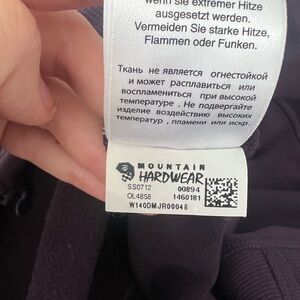 wenn sie extremer Hitze
ausgesetzt werden.
Vermeiden Sie starke Hitze,
Flammen oder Funken.
Ткань не является огнестойкой
и может расплавиться или
воспламениться при высокой
температуре . Не подвергайте
изделие воздействию высоких
температур , пламени или искр.
MOUNTAIN
HARDWEAR
SS0712 00894
OL4858 1460181
W140DMJR00048